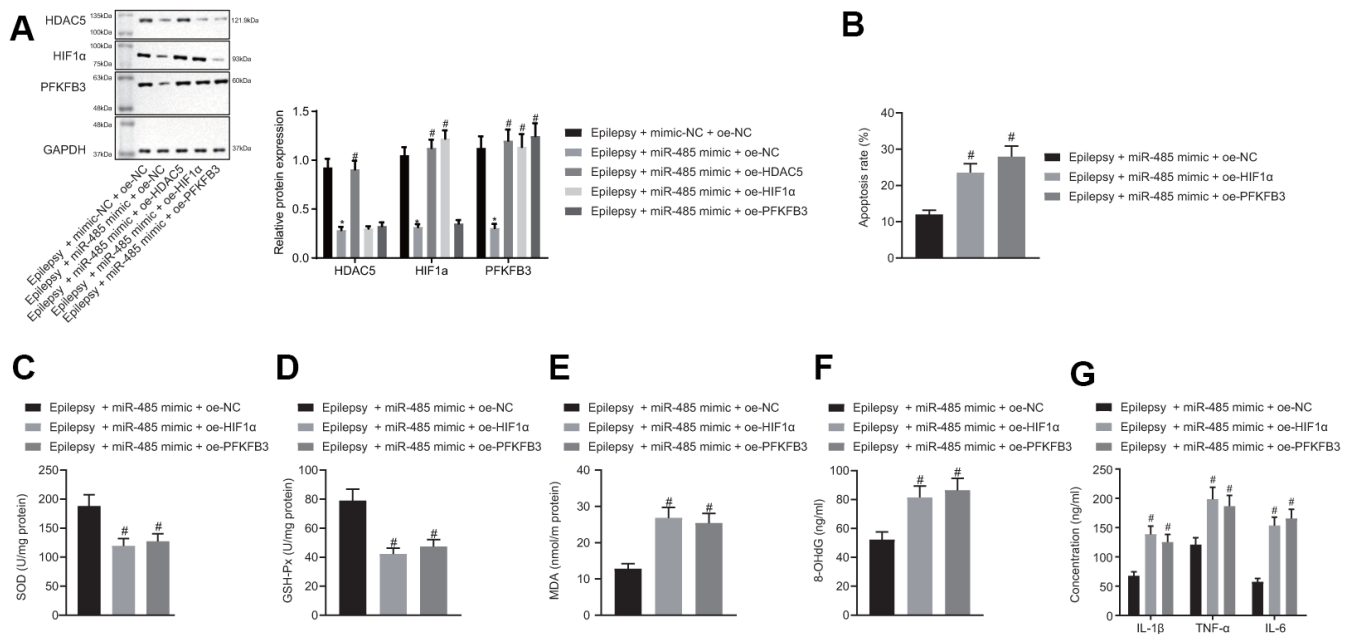 A
HDAC5
135kDa
100kDa
121.9kDa
HIF1α
100kDa
75kDa
93kDa
PFKFB3
63kDa
48kDa
60kDa
GAPDH
48kDa
37kDa
37kDa
Epilepsy + mimic-NC + oe-NC
Epilepsy + miR-485 mimic + oe-NC
Epilepsy + miR-485 mimic + oe-HDAC5
Epilepsy + miR-485 mimic + oe-HIF1α
Epilepsy + miR-485 mimic + oe-PFKFB3
Relative protein expression
1.5
1.0
0.5
0.0
* #
# #
*
# # #
*
HDAC5 HIF1a PFKFB3
Epilepsy + mimic-NC + oe-NC
Epilepsy + miR-485 mimic + oe-NC
Epilepsy + miR-485 mimic + oe-HDAC5
Epilepsy + miR-485 mimic + oe-HIF1α
Epilepsy + miR-485 mimic + oe-PFKFB3
B
Apoptosis rate (%)
40
30
20
10
0
# #
Epilepsy + miR-485 mimic + oe-NC
Epilepsy + miR-485 mimic + oe-HIF1α
Epilepsy + miR-485 mimic + oe-PFKFB3
C
Epilepsy + miR-485 mimic + oe-NC
Epilepsy + miR-485 mimic + oe-HIF1α
Epilepsy + miR-485 mimic + oe-PFKFB3
SOD (U/mg protein)
250
200
150
100
50
0
# #
D
Epilepsy + miR-485 mimic + oe-NC
Epilepsy + miR-485 mimic + oe-HIF1α
Epilepsy + miR-485 mimic + oe-PFKFB3
GSH-Px (U/mg protein)
100
80
60
40
20
0
# #
E
Epilepsy + miR-485 mimic + oe-NC
Epilepsy + miR-485 mimic + oe-HIF1α
Epilepsy + miR-485 mimic + oe-PFKFB3
MDA (nmol/m protein)
40
30
20
10
0
# #
F
Epilepsy + miR-485 mimic + oe-NC
Epilepsy + miR-485 mimic + oe-HIF1α
Epilepsy + miR-485 mimic + oe-PFKFB3
8-OHdG (ng/ml)
100
80
60
40
20
0
# #
G
Epilepsy + miR-485 mimic + oe-NC
Epilepsy + miR-485 mimic + oe-HIF1α
Epilepsy + miR-485 mimic + oe-PFKFB3
Concentration (ng/ml)
250
200
150
100
50
0
# # # # # #
IL-1β TNF-α IL-6